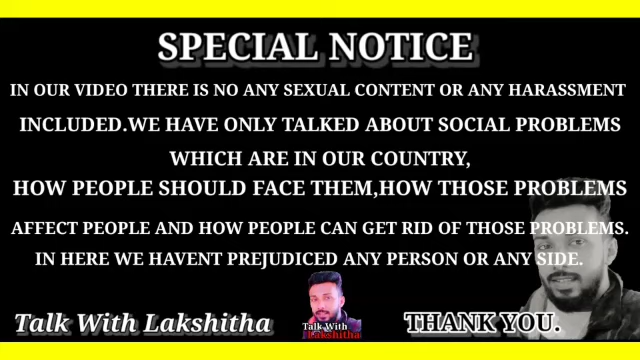 SPECIAL NOTICE
IN OUR VIDEO THERE IS NO ANY SEXUAL CONTENT OR ANY HARASSMENT
INCLUDED.WE HAVE ONLY TALKED ABOUT SOCIAL PROBLEMS
WHICH ARE IN OUR COUNTRY,
HOW PEOPLE SHOULD FACE THEM,HOW THOSE PROBLEMS
AFFECT PEOPLE AND HOW PEOPLE CAN GET RID OF THOSE PROBLEMS.
IN HERE WE HAVENT PREJUDICED ANY PERSON OR ANY SIDE.
Talk With Lakshitha
Talk With
Lakshitha
THANK YOU.